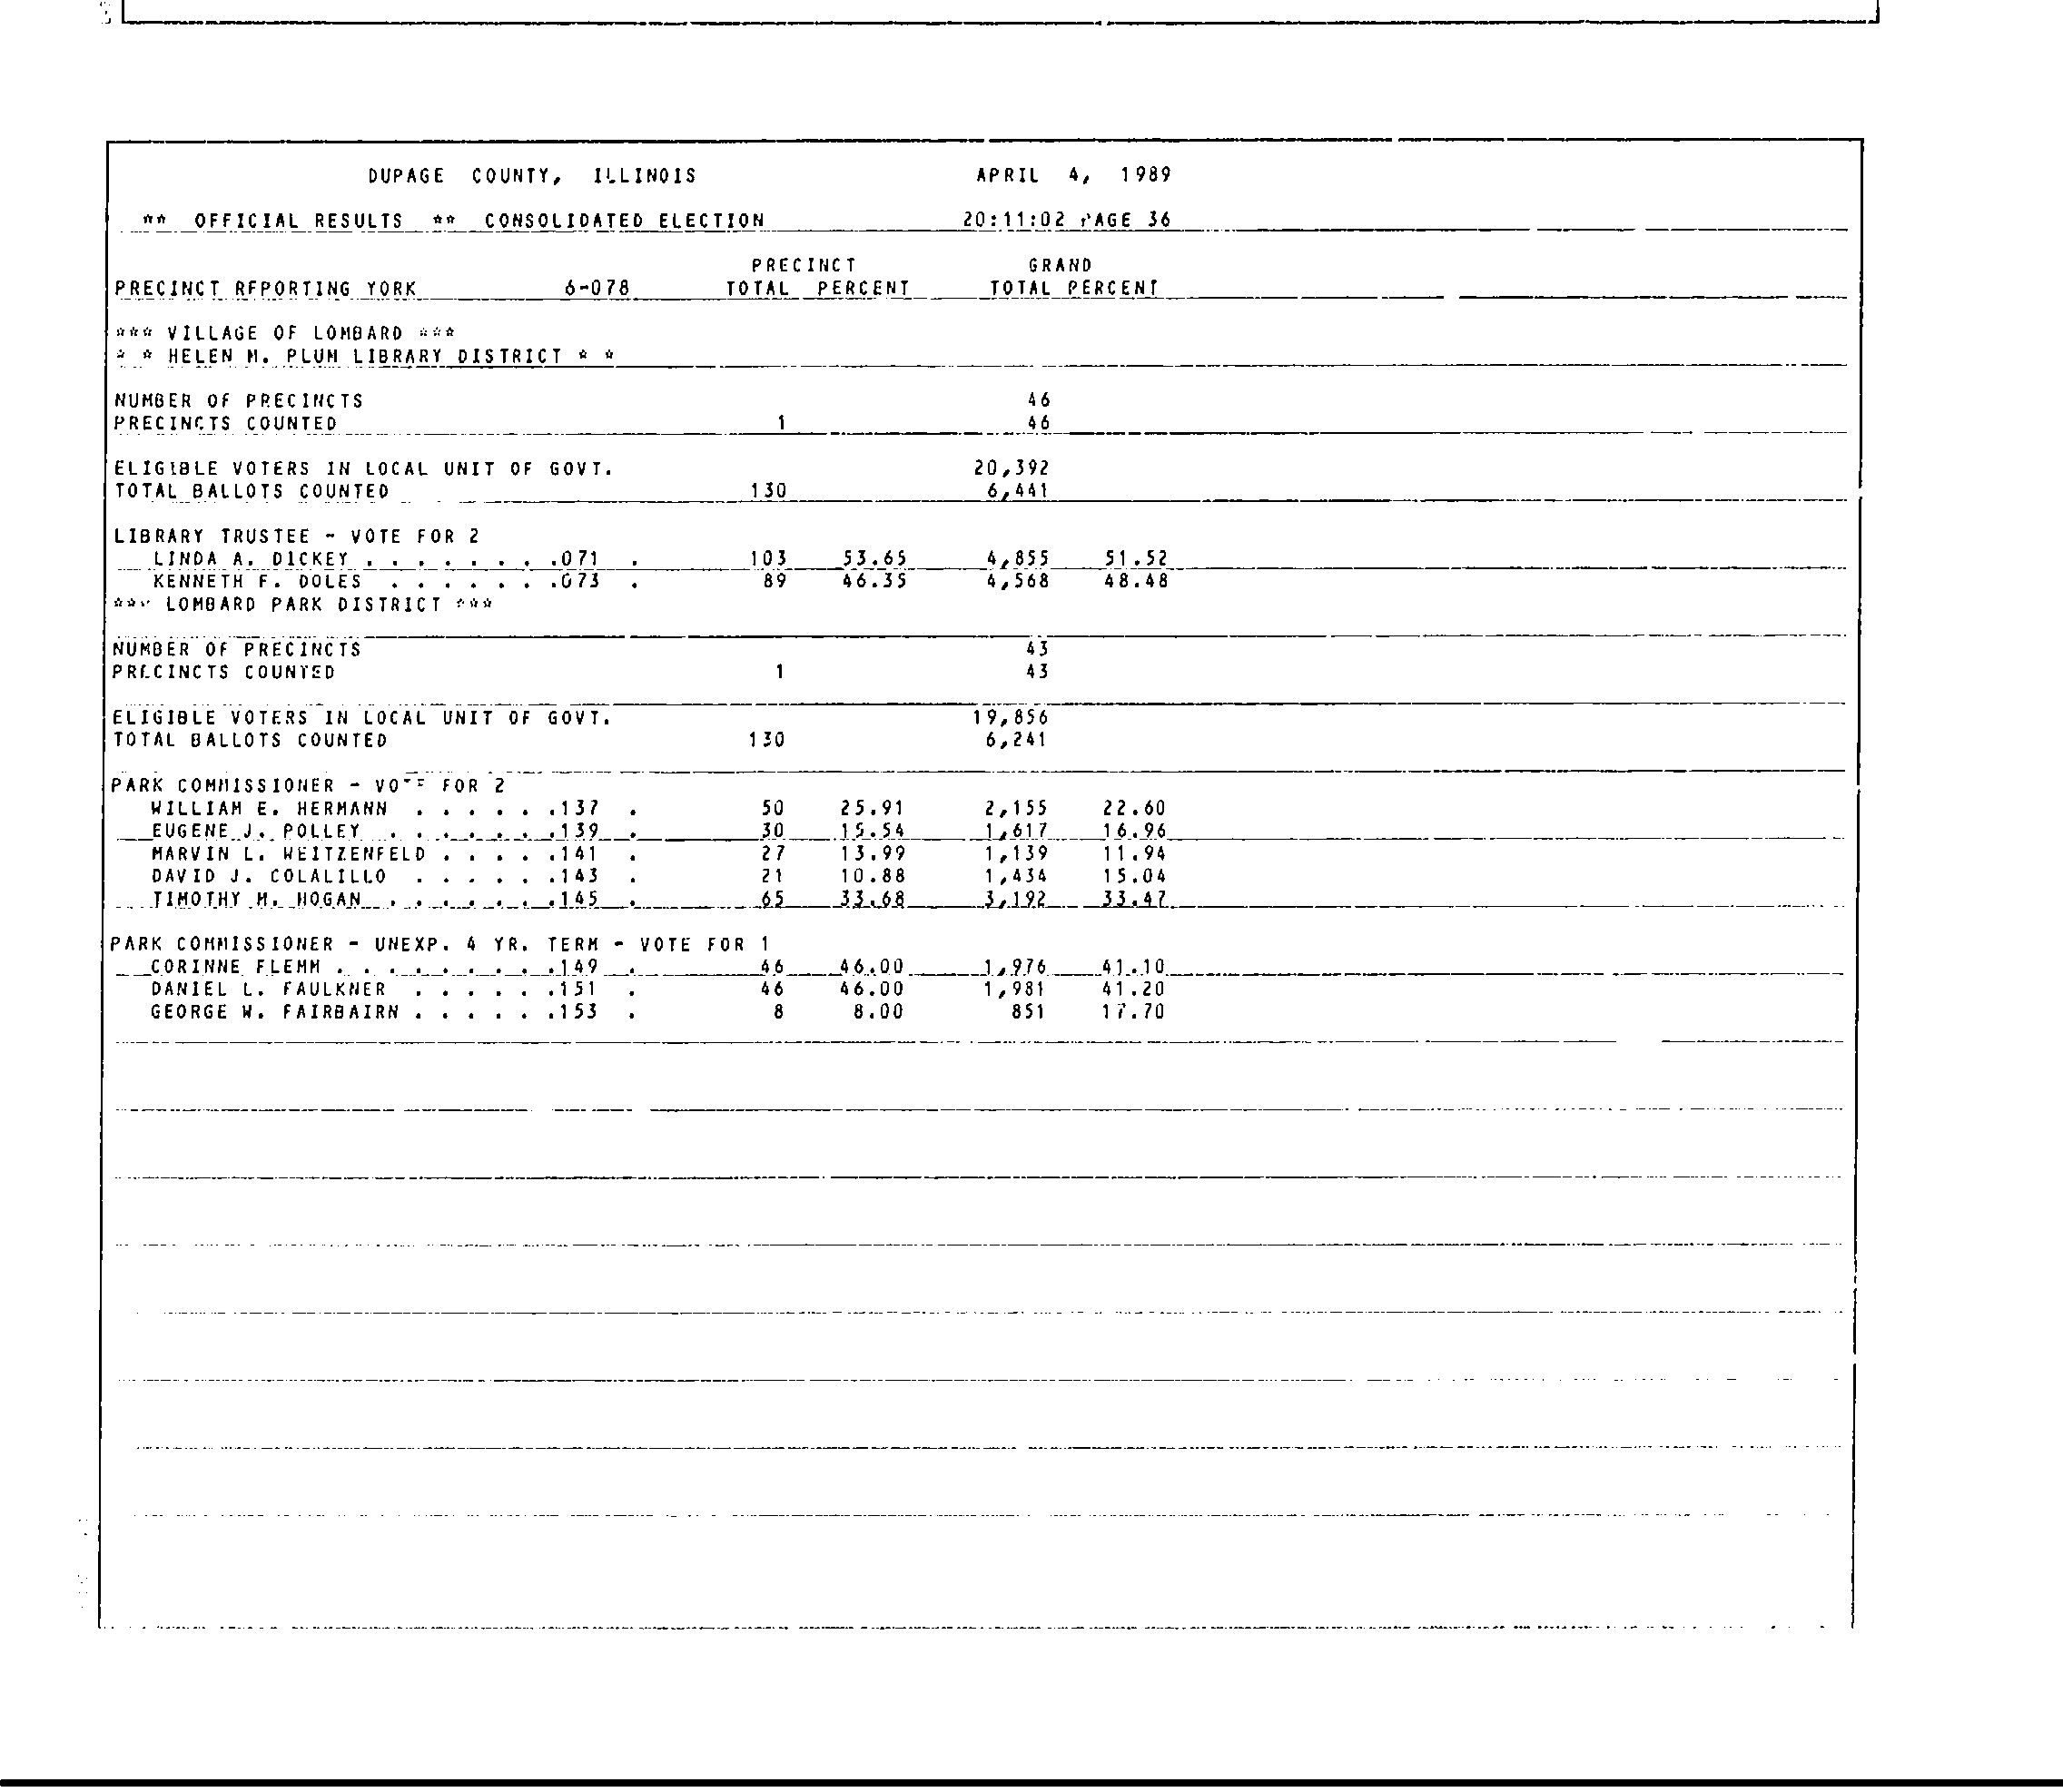 DUPAGE COUNTY, ILLINOIS APRIL 4, 1989
** OFFICIAL RESULTS ** CONSOLIDATED ELECTION 20:11:02 PAGE 36
PRECINCT GRAND
PRECINCT REPORTING YORK 6-078 TOTAL PERCENT TOTAL PERCENT
*** VILLAGE OF LOMBARD ***
* * HELEN M. PLUM LIBRARY DISTRICT * *
NUMBER OF PRECINCTS 46
PRECINCTS COUNTED 1 46
ELIGIBLE VOTERS IN LOCAL UNIT OF GOVT. 20,392
TOTAL BALLOTS COUNTED 130 6,441
LIBRARY TRUSTEE - VOTE FOR 2
LINDA A. DICKEY . . . . . . . .071 . 103 53.65 4,855 51.52
KENNETH F. DOLES . . . . . . .073 . 89 46.35 4,568 48.48
*** LOMBARD PARK DISTRICT ***
NUMBER OF PRECINCTS 43
PRECINCTS COUNTED 1 43
ELIGIBLE VOTERS IN LOCAL UNIT OF GOVT. 19,856
TOTAL BALLOTS COUNTED 130 6,241
PARK COMMISSIONER - VOTE FOR 2
WILLIAM E. HERMANN . . . . . .137 . 50 25.91 2,155 22.60
EUGENE J. POLLEY . . . . . . .139 . 30 15.54 1,617 16.96
MARVIN L. WEITZENFELD . . . . .141 . 27 13.99 1,139 11.94
DAVID J. COLALILLO . . . . . .143 . 21 10.88 1,434 15.04
TIMOTHY M. HOGAN . . . . . . .145 . 65 33.68 3,192 33.47
PARK COMMISSIONER - UNEXP. 4 YR. TERM - VOTE FOR 1
CORINNE FLEMM . . . . . . . . .149 . 46 46.00 1,976 41.10
DANIEL L. FAULKNER . . . . . .151 . 46 46.00 1,981 41.20
GEORGE W. FAIRBAIRN . . . . . .153 . 8 8.00 851 17.70